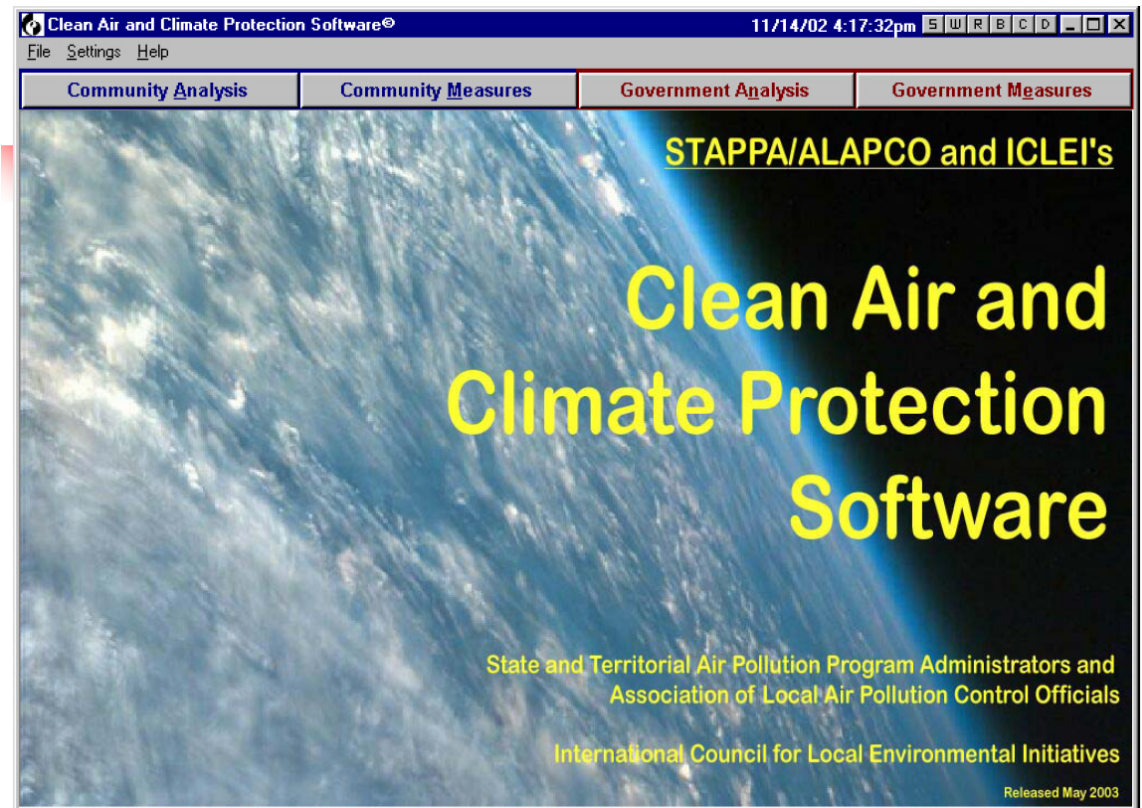 Clean Air and Climate Protection Software© 11/14/02 4:17:32pm S W R B C D
File Settings Help
Community Analysis Community Measures Government Analysis Government Measures
STAPPA/ALAPCO and ICLEI's
Clean Air and
Climate Protection
Software
State and Territorial Air Pollution Program Administrators and
Association of Local Air Pollution Control Officials
International Council for Local Environmental Initiatives
Released May 2003